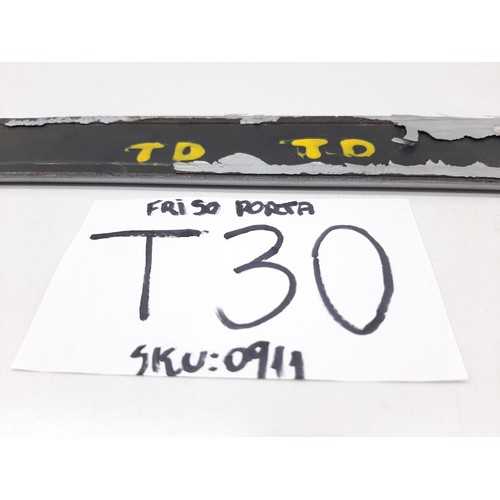 TD TD
FRISO PORTA
T30
SKU:0911